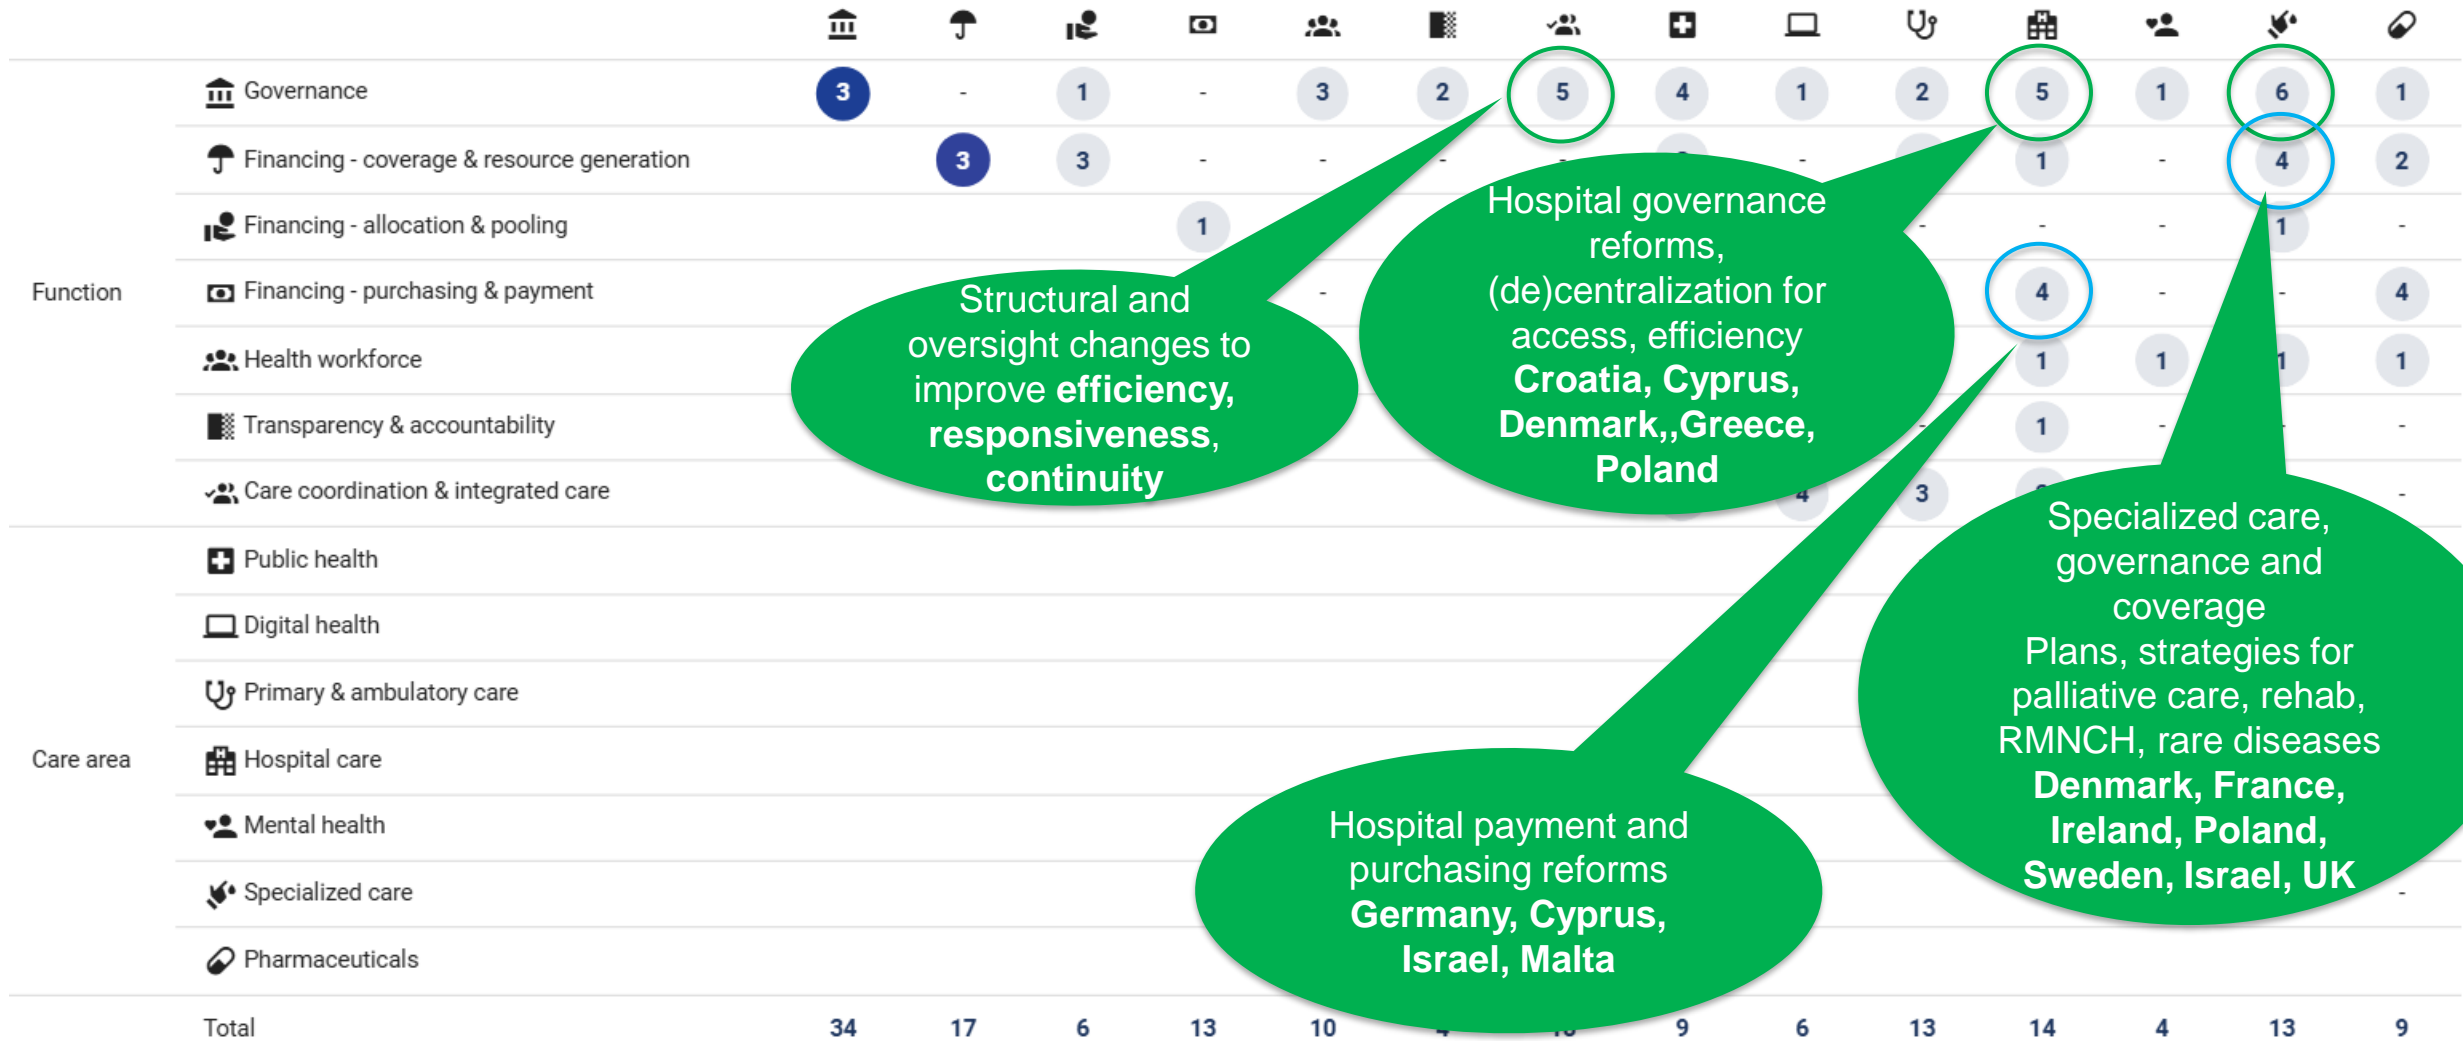 Governance 3 - 1 - 3 2 5 4 1 2 5 1 6 1
Financing - coverage & resource generation 3 3 - - - - - 1 - 4 2
Financing - allocation & pooling 1 - - - 1 -
Function
Financing - purchasing & payment - 4 - - 4
Health workforce 1 1 1 1
Transparency & accountability - 1 - -
Care coordination & integrated care 4 3 -
Public health
Digital health
Primary & ambulatory care
Care area
Hospital care
Mental health
Specialized care -
Pharmaceuticals
Total 34 17 6 13 10 9 6 13 14 4 13 9
Structural and
oversight changes to
improve efficiency,
responsiveness,
continuity
Hospital governance
reforms,
(de)centralization for
access, efficiency
Croatia, Cyprus,
Denmark,,Greece,
Poland
Hospital payment and
purchasing reforms
Germany, Cyprus,
Israel, Malta
Specialized care,
governance and
coverage
Plans, strategies for
palliative care, rehab,
RMNCH, rare diseases
Denmark, France,
Ireland, Poland,
Sweden, Israel, UK